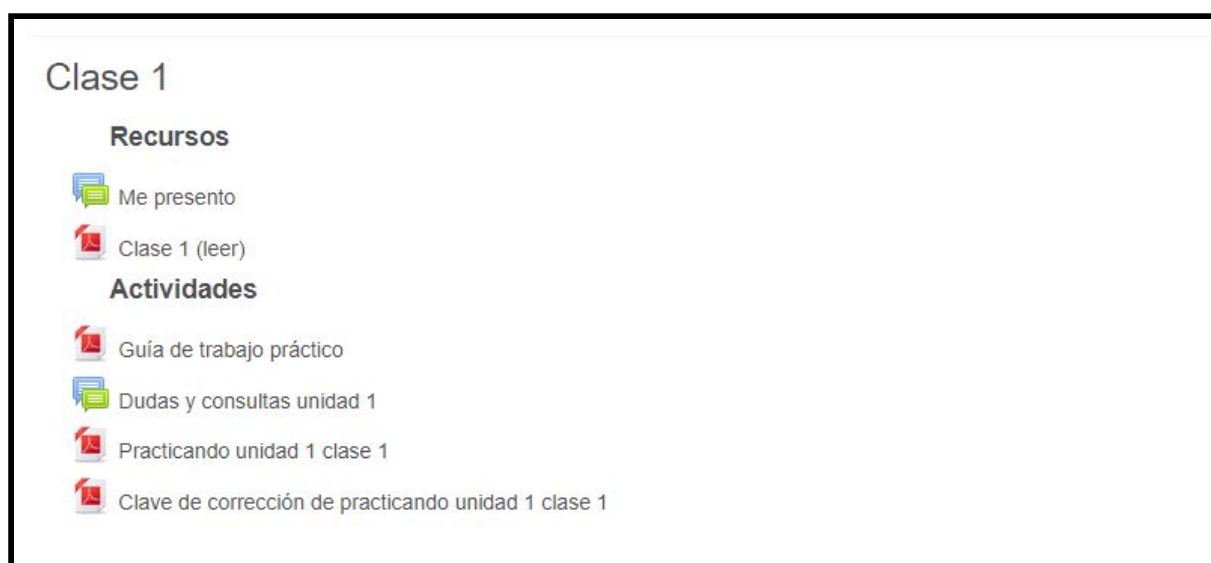 Clase 1
Recursos
Me presento
Clase 1 (leer)
Actividades
Guía de trabajo práctico
Dudas y consultas unidad 1
Practicando unidad 1 clase 1
Clave de corrección de practicando unidad 1 clase 1